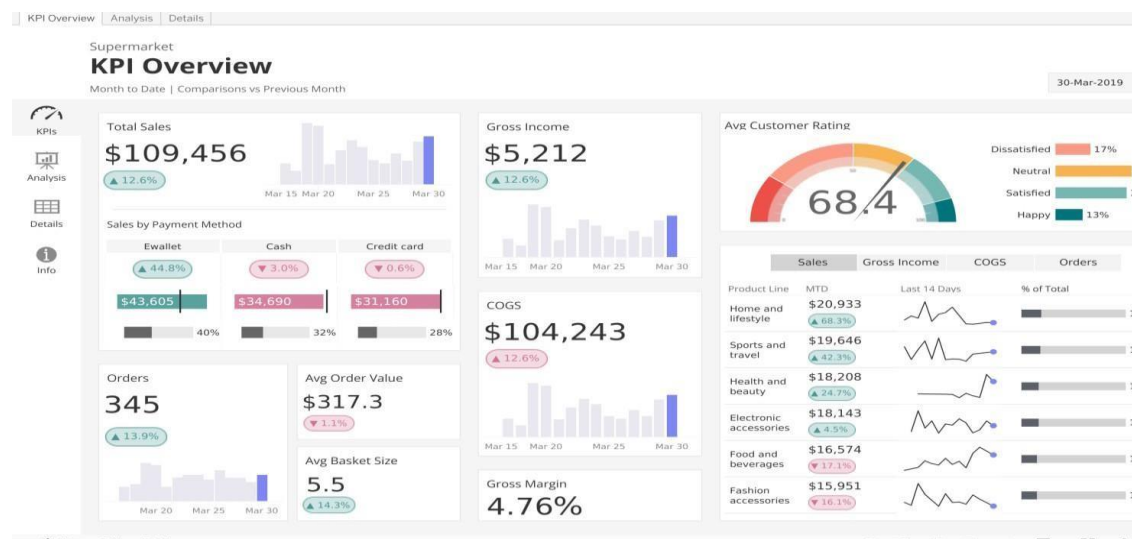 KPI Overview Analysis Details
Supermarket
KPI Overview
Month to Date | Comparisons vs Previous Month
30-Mar-2019
KPIs
Analysis
Details
Info
Total Sales
$109,456
▲ 12.6%
Mar 15 Mar 20 Mar 25 Mar 30
Sales by Payment Method
Ewallet Cash Credit card
▲ 44.8% ▼ 3.0% ▼ 0.6%
$43,605 $34,690 $31,160
40% 32% 28%
Orders
345
▲ 13.9%
Mar 20 Mar 25 Mar 30
Avg Order Value
$317.3
▼ 1.1%
Avg Basket Size
5.5
▲ 14.3%
Gross Income
$5,212
▲ 12.6%
Mar 15 Mar 20 Mar 25 Mar 30
COGS
$104,243
▲ 12.6%
Mar 15 Mar 20 Mar 25 Mar 30
Gross Margin
4.76%
Avg Customer Rating
68.4
Dissatisfied 17%
Neutral
Satisfied
Happy 13%
Sales Gross Income COGS Orders
Product Line MTD Last 14 Days % of Total
Home and
lifestyle
$20,933
▲ 68.3%
Sports and
travel
$19,646
▲ 42.3%
Health and
beauty
$18,208
▲ 24.7%
Electronic
accessories
$18,143
▲ 4.5%
Food and
beverages
$16,574
▼ 17.1%
Fashion
accessories
$15,951
▼ 16.1%